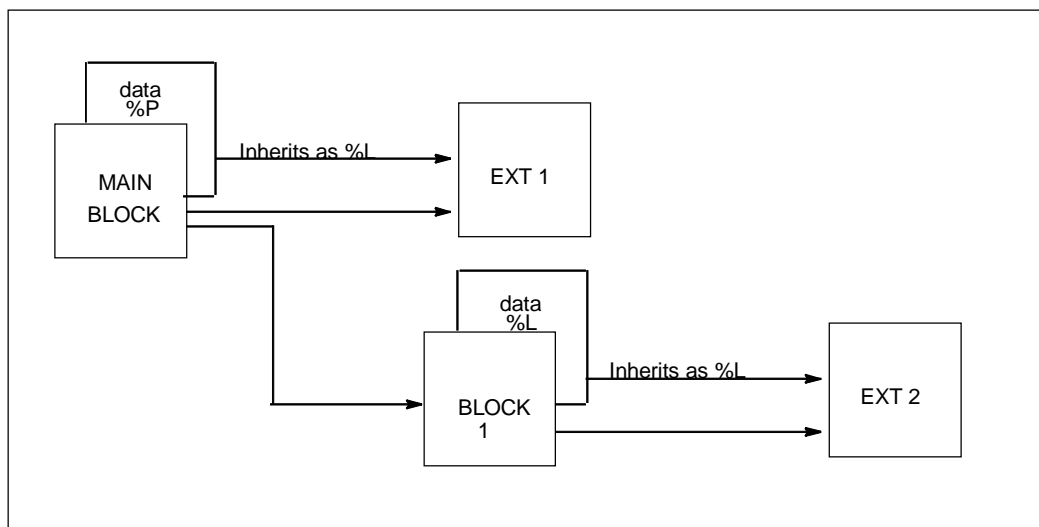 data
%P
MAIN
BLOCK
Inherits as %L
EXT 1
data
%L
BLOCK
1
Inherits as %L
EXT 2